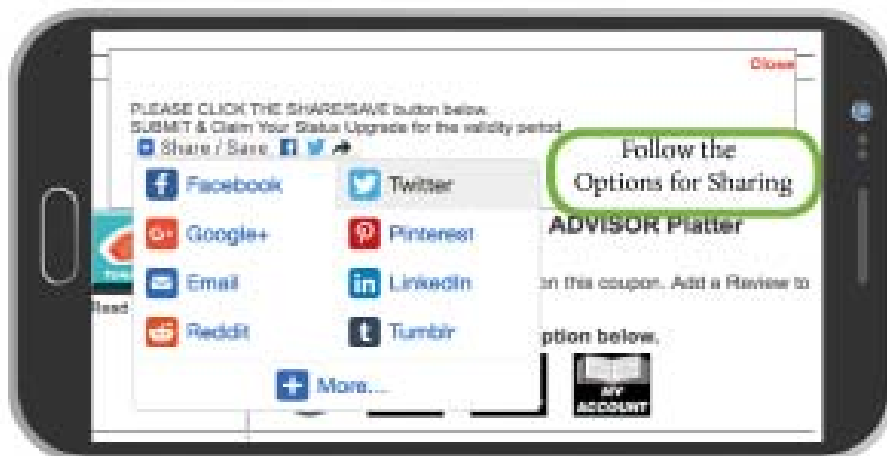 Close
PLEASE CLICK THE SHARE/SAVE button below
SUBMIT & Claim Your Status Upgrade for the validity period
Share / Save
Follow the
Options for Sharing
Facebook
Twitter
Google+
Pinterest
ADVISOR Platter
Email
LinkedIn
on this coupon. Add a Review to
Read
Reddit
Tumblr
ption below.
More...
MY
ACCOUNT